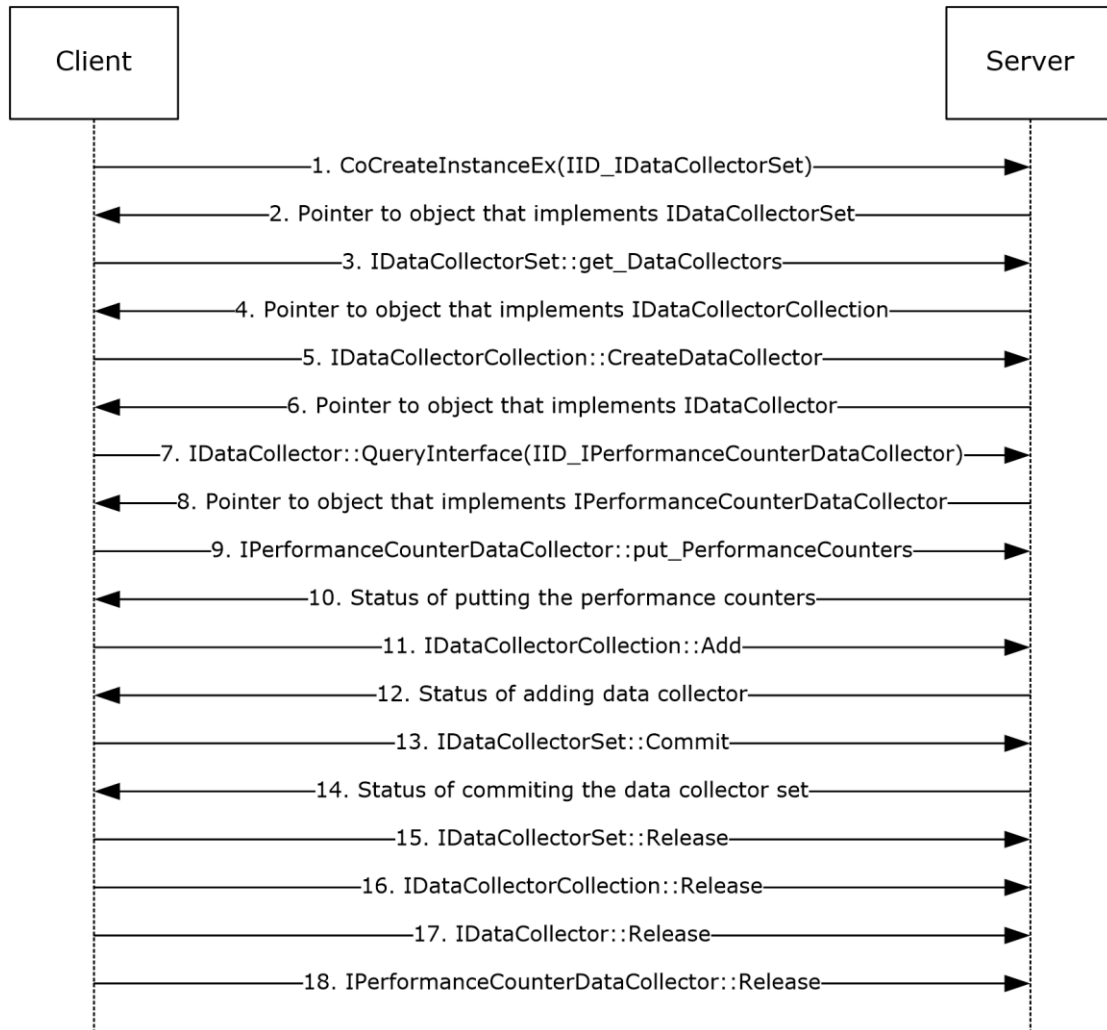 Client
Server
1. CoCreateInstanceEx(IID_IDataCollectorSet)
2. Pointer to object that implements IDataCollectorSet
3. IDataCollectorSet::get_DataCollectors
4. Pointer to object that implements IDataCollectorCollection
5. IDataCollectorCollection::CreateDataCollector
6. Pointer to object that implements IDataCollector
7. IDataCollector::QueryInterface(IID_IPerformanceCounterDataCollector)
8. Pointer to object that implements IPerformanceCounterDataCollector
9. IPerformanceCounterDataCollector::put_PerformanceCounters
10. Status of putting the performance counters
11. IDataCollectorCollection::Add
12. Status of adding data collector
13. IDataCollectorSet::Commit
14. Status of commiting the data collector set
15. IDataCollectorSet::Release
16. IDataCollectorCollection::Release
17. IDataCollector::Release
18. IPerformanceCounterDataCollector::Release